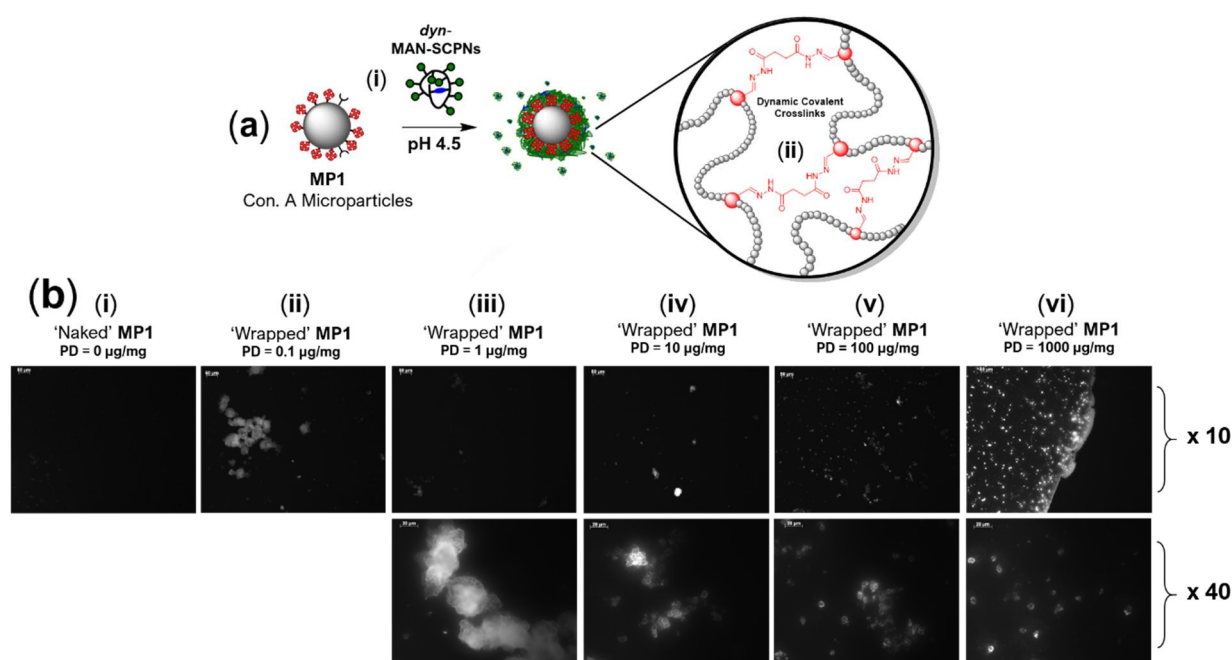 dyn-
MAN-SCPNs
(i)
(a)
pH 4.5
MP1
Con. A Microparticles
Dynamic Covalent
Crosslinks
(ii)
(b)
(i)
'Naked' MP1
PD = 0 µg/mg
(ii)
'Wrapped' MP1
PD = 0.1 µg/mg
(iii)
'Wrapped' MP1
PD = 1 µg/mg
(iv)
'Wrapped' MP1
PD = 10 µg/mg
(v)
'Wrapped' MP1
PD = 100 µg/mg
(vi)
'Wrapped' MP1
PD = 1000 µg/mg
x 10
x 40